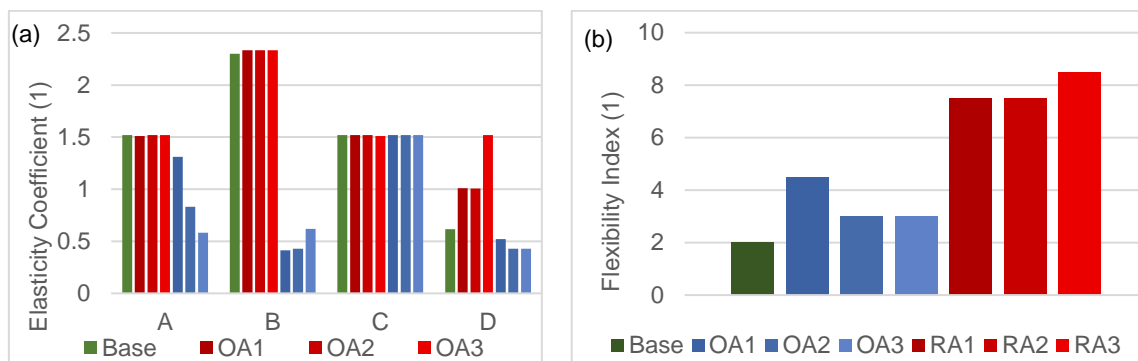 (a)
Elasticity Coefficient (1)
2.5
2
1.5
1
0.5
0
A B C D
Base OA1 OA2 OA3
(b)
Flexibility Index (1)
10
8
6
4
2
0
Base OA1 OA2 OA3 RA1 RA2 RA3